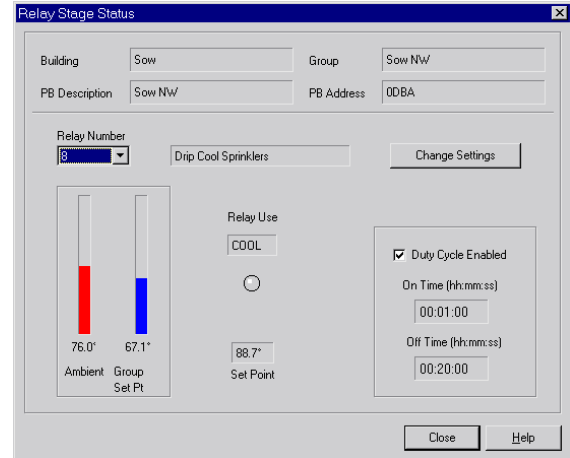 Relay Stage Status
Building Sow Group Sow NW
PB Description Sow NW PB Address 0DBA
Relay Number
8 Drip Cool Sprinklers Change Settings
Relay Use
COOL
Duty Cycle Enabled
On Time (hh:mm:ss)
00:01:00
Off Time (hh:mm:ss)
00:20:00
76.0° 67.1°
Ambient Group Set Pt
88.7°
Set Point
Close Help